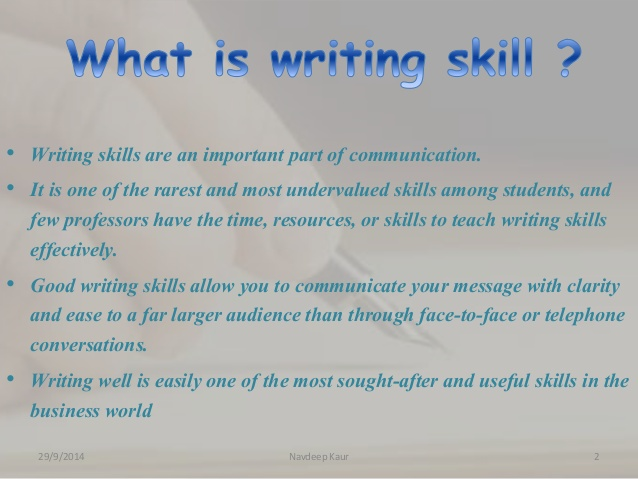 What is writing skill ?
• Writing skills are an important part of communication.
• It is one of the rarest and most undervalued skills among students, and
few professors have the time, resources, or skills to teach writing skills
effectively.
• Good writing skills allow you to communicate your message with clarity
and ease to a far larger audience than through face-to-face or telephone
conversations.
• Writing well is easily one of the most sought-after and useful skills in the
business world
29/9/2014 Navdeep Kaur 2